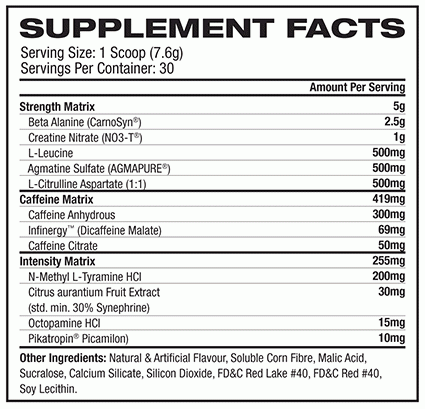 SUPPLEMENT FACTS
Serving Size: 1 Scoop (7.6g)
Servings Per Container: 30
Amount Per Serving
Strength Matrix 5g
Beta Alanine (CarnoSyn®) 2.5g
Creatine Nitrate (NO3-T®) 1g
L-Leucine 500mg
Agmatine Sulfate (AGMAPURE®) 500mg
L-Citrulline Aspartate (1:1) 500mg
Caffeine Matrix 419mg
Caffeine Anhydrous 300mg
Infinergy™ (Dicaffeine Malate) 69mg
Caffeine Citrate 50mg
Intensity Matrix 255mg
N-Methyl L-Tyramine HCl 200mg
Citrus aurantium Fruit Extract 30mg
(std. min. 30% Synephrine)
Octopamine HCl 15mg
Pikatropin® Picamilon) 10mg
Other Ingredients: Natural & Artificial Flavour, Soluble Corn Fibre, Malic Acid,
Sucralose, Calcium Silicate, Silicon Dioxide, FD&C Red Lake #40, FD&C Red #40,
Soy Lecithin.